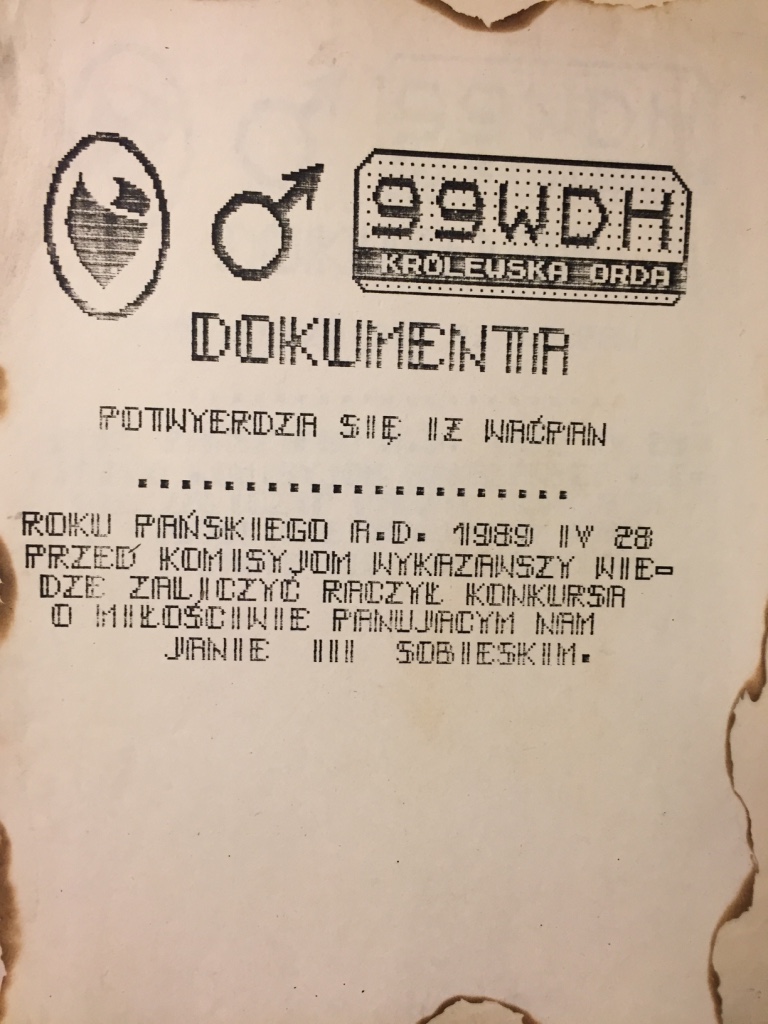 99WDH
KRÓLEWSKA ORDA
DOKUMENTA
POTWYERDZA SIĘ IZ WAĆPAN
......................
ROKU PAŃSKIEGO A.D. 1989 IV 28
PRZED KOMISYJOM WYKAZAWSZY WIE-
DZE ZALICZYĆ RACZYŁ KONKURSA
O MIŁOŚCIWIE PANUJACYM NAM
JANIE III SOBIESKIM.